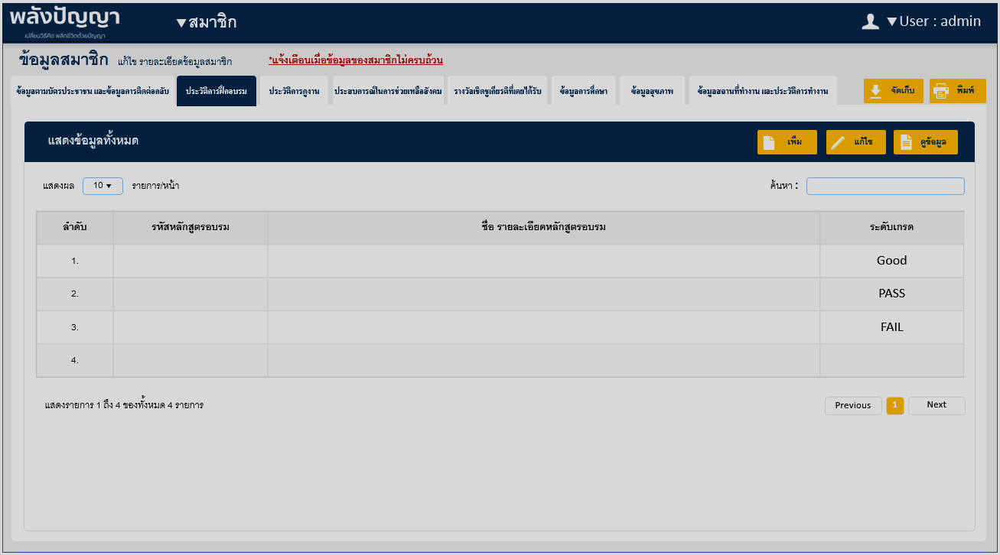 พลังปัญญา
เปลี่ยนวิธีคิด พลิกชีวิตด้วยปัญญา
▼สมาชิก
▼User : admin
ข้อมูลสมาชิก แก้ไข รายละเอียดข้อมูลสมาชิก *แจ้งเตือนเมื่อข้อมูลของสมาชิกไม่ครบถ้วน
ข้อมูลตามบัตรประชาชน และข้อมูลการติดต่อกลับ ประวัติการฝึกอบรม ประวัติการดูงาน ประสบการณ์ในการช่วยเหลือสังคม รางวัลเชิดชูเกียรติที่เคยได้รับ ข้อมูลการศึกษา ข้อมูลสุขภาพ ข้อมูลสถานที่ทำงาน และประวัติการทำงาน จัดเก็บ พิมพ์
แสดงข้อมูลทั้งหมด เพิ่ม แก้ไข ดูข้อมูล
แสดงผล 10 ▼ รายการ/หน้า ค้นหา :
ลำดับ รหัสหลักสูตรอบรม ชื่อ รายละเอียดหลักสูตรอบรม ระดับเกรด
1. Good
2. PASS
3. FAIL
4.
แสดงรายการ 1 ถึง 4 ของทั้งหมด 4 รายการ Previous 1 Next